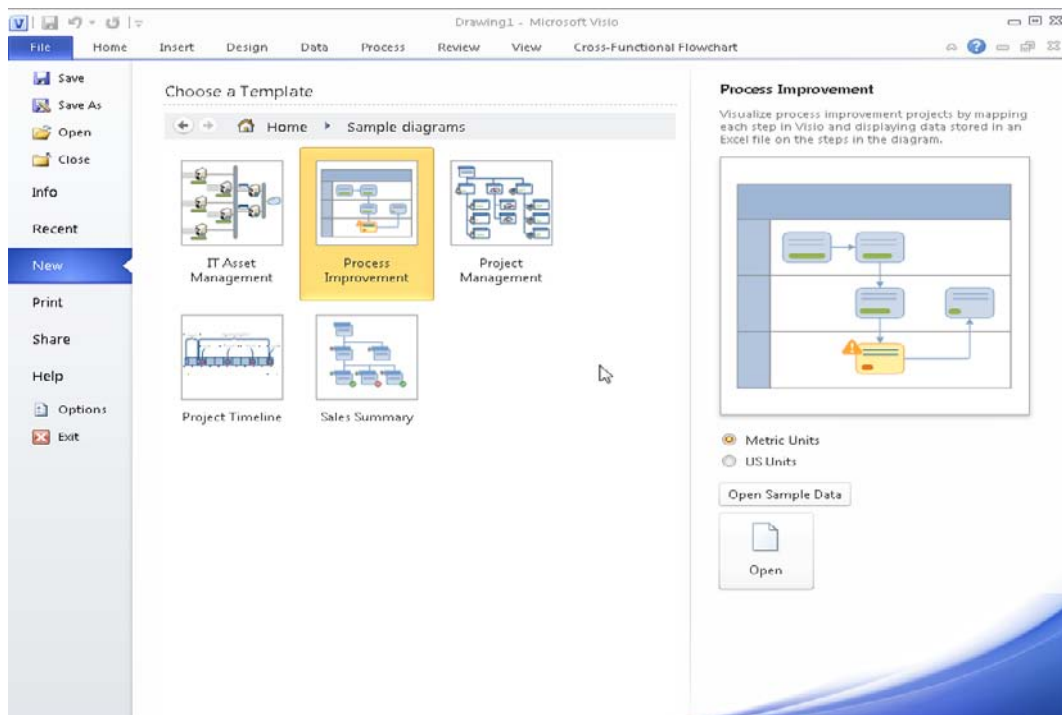 Drawing1 - Microsoft Visio
File Home Insert Design Data Process Review View Cross-Functional Flowchart
Save
Save As
Open
Close
Info
Recent
New
Print
Share
Help
Options
Exit
Choose a Template
Home Sample diagrams
IT Asset
Management
Process
Improvement
Project
Management
Project Timeline
Sales Summary
Process Improvement
Visualize process improvement projects by mapping
each step in Visio and displaying data stored in an
Excel file on the steps in the diagram.
Metric Units
US Units
Open Sample Data
Open